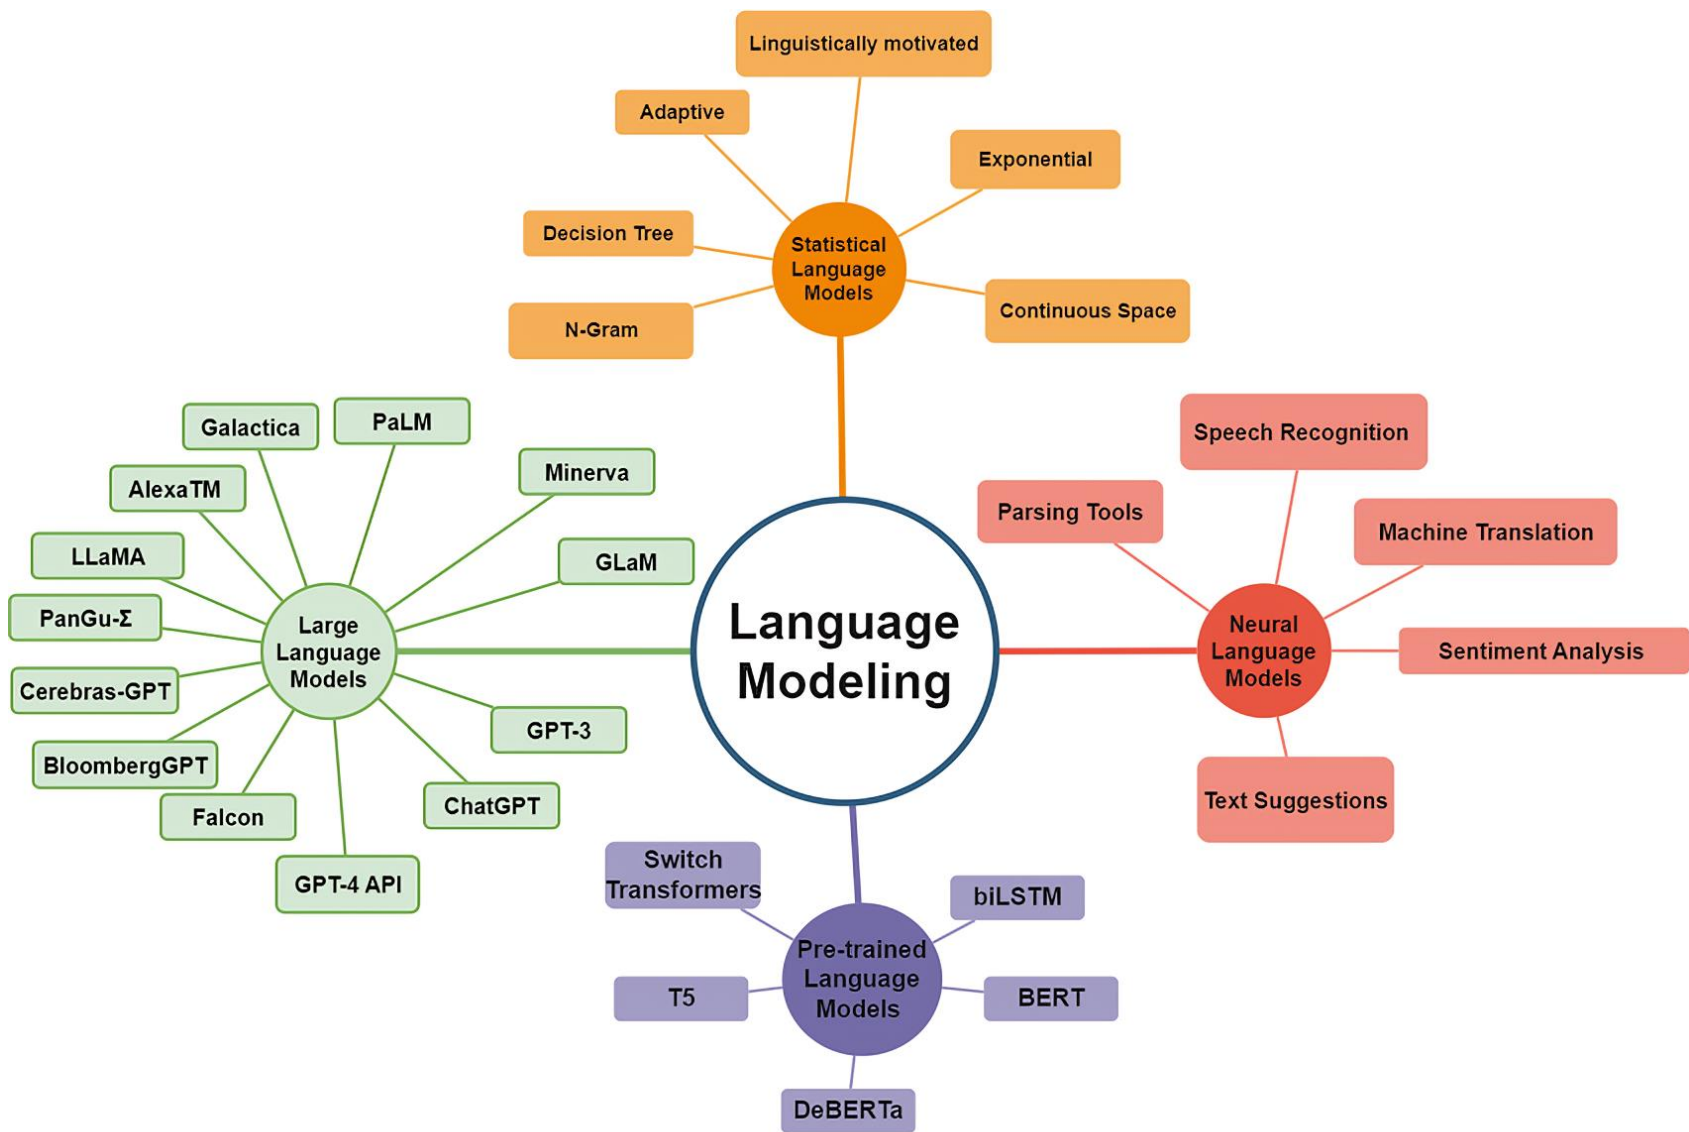 Linguistically motivated
Adaptive
Exponential
Decision Tree
Statistical
Language
Models
Continuous Space
N-Gram
Galactica
PaLM
Minerva
AlexaTM
LLaMA
GLaM
PanGu-Σ
Large
Language
Models
Cerebras-GPT
GPT-3
BloombergGPT
Falcon
ChatGPT
GPT-4 API
Language
Modeling
Speech Recognition
Parsing Tools
Machine Translation
Neural
Language
Models
Sentiment Analysis
Text Suggestions
Switch
Transformers
biLSTM
Pre-trained
Language
Models
T5
BERT
DeBERTa